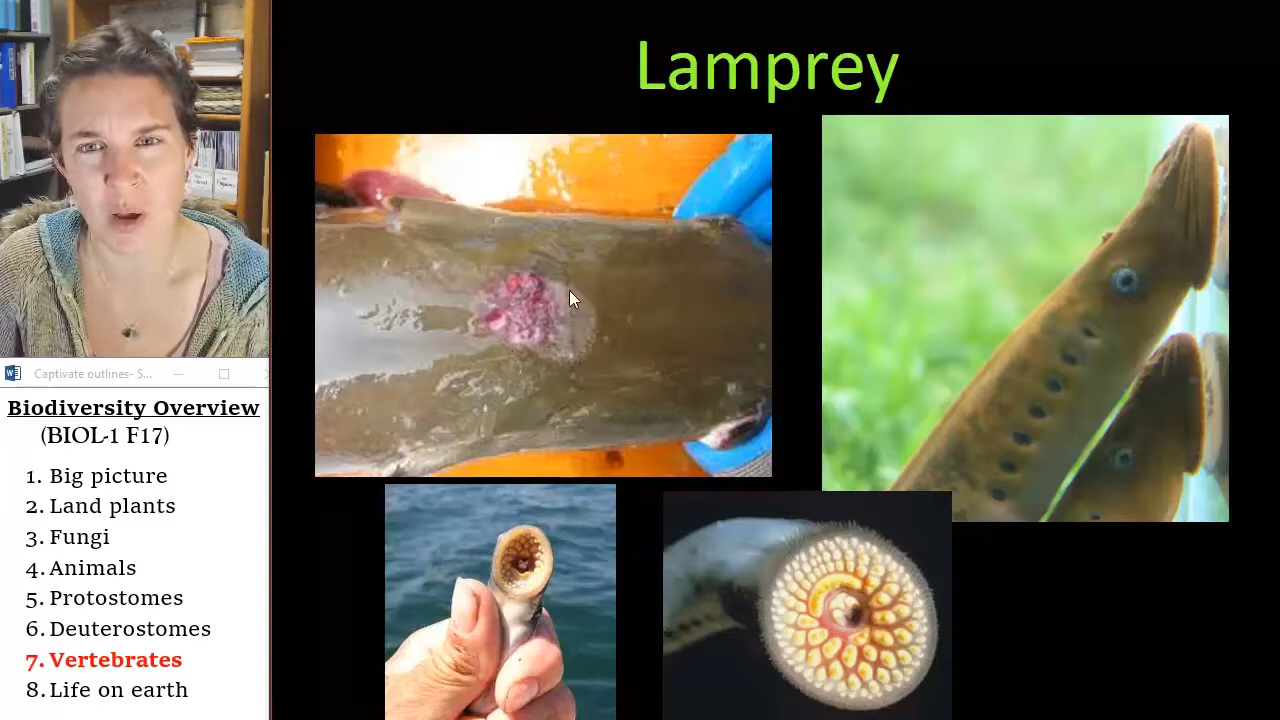 Lamprey
Captivate outlines- S...
Biodiversity Overview
(BIOL-1 F17)
1. Big picture
2. Land plants
3. Fungi
4. Animals
5. Protostomes
6. Deuterostomes
7. Vertebrates
8. Life on earth